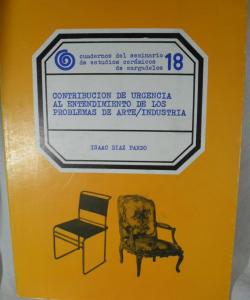 cuadernos del seminario
de estudios cerámicos
de sargadelos
18
CONTRIBUCION DE URGENCIA
AL ENTENDIMIENTO DE LOS
PROBLEMAS DE ARTE/INDUSTRIA
ISAAC DIAZ PARDO